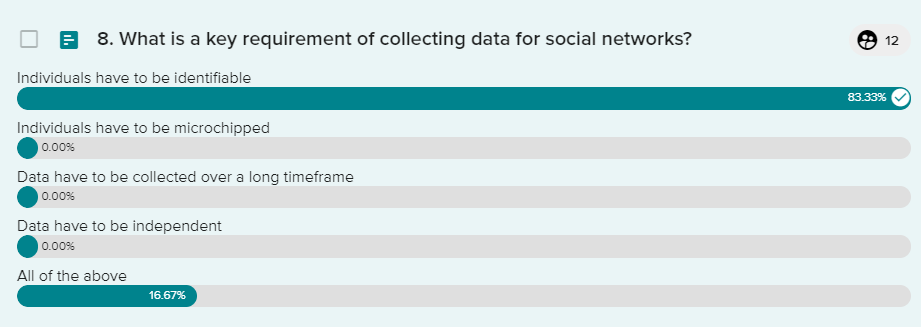 8. What is a key requirement of collecting data for social networks?
12
Individuals have to be identifiable
83.33%
Individuals have to be microchipped
0.00%
Data have to be collected over a long timeframe
0.00%
Data have to be independent
0.00%
All of the above
16.67%